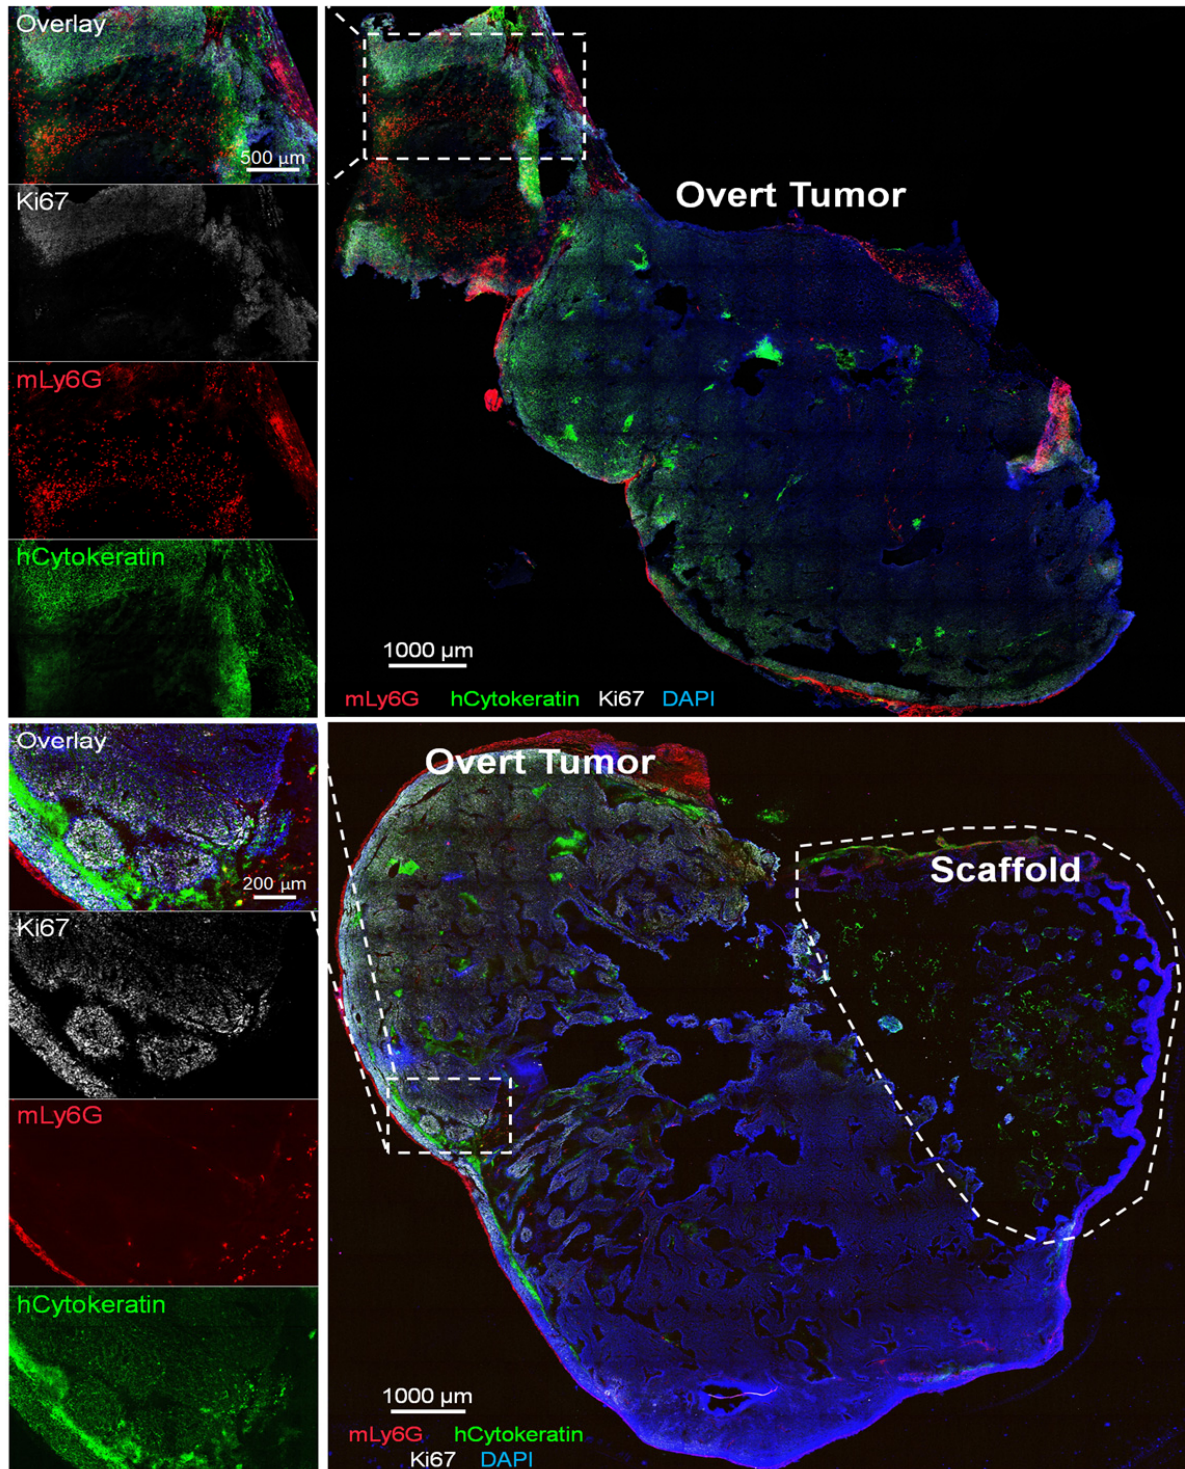 Overlay
500 µm
Ki67
mLy6G
hCytokeratin
Overt Tumor
1000 µm
mLy6G hCytokeratin Ki67 DAPI
Overlay
200 µm
Ki67
mLy6G
hCytokeratin
Overt Tumor
Scaffold
1000 µm
mLy6G hCytokeratin
Ki67 DAPI